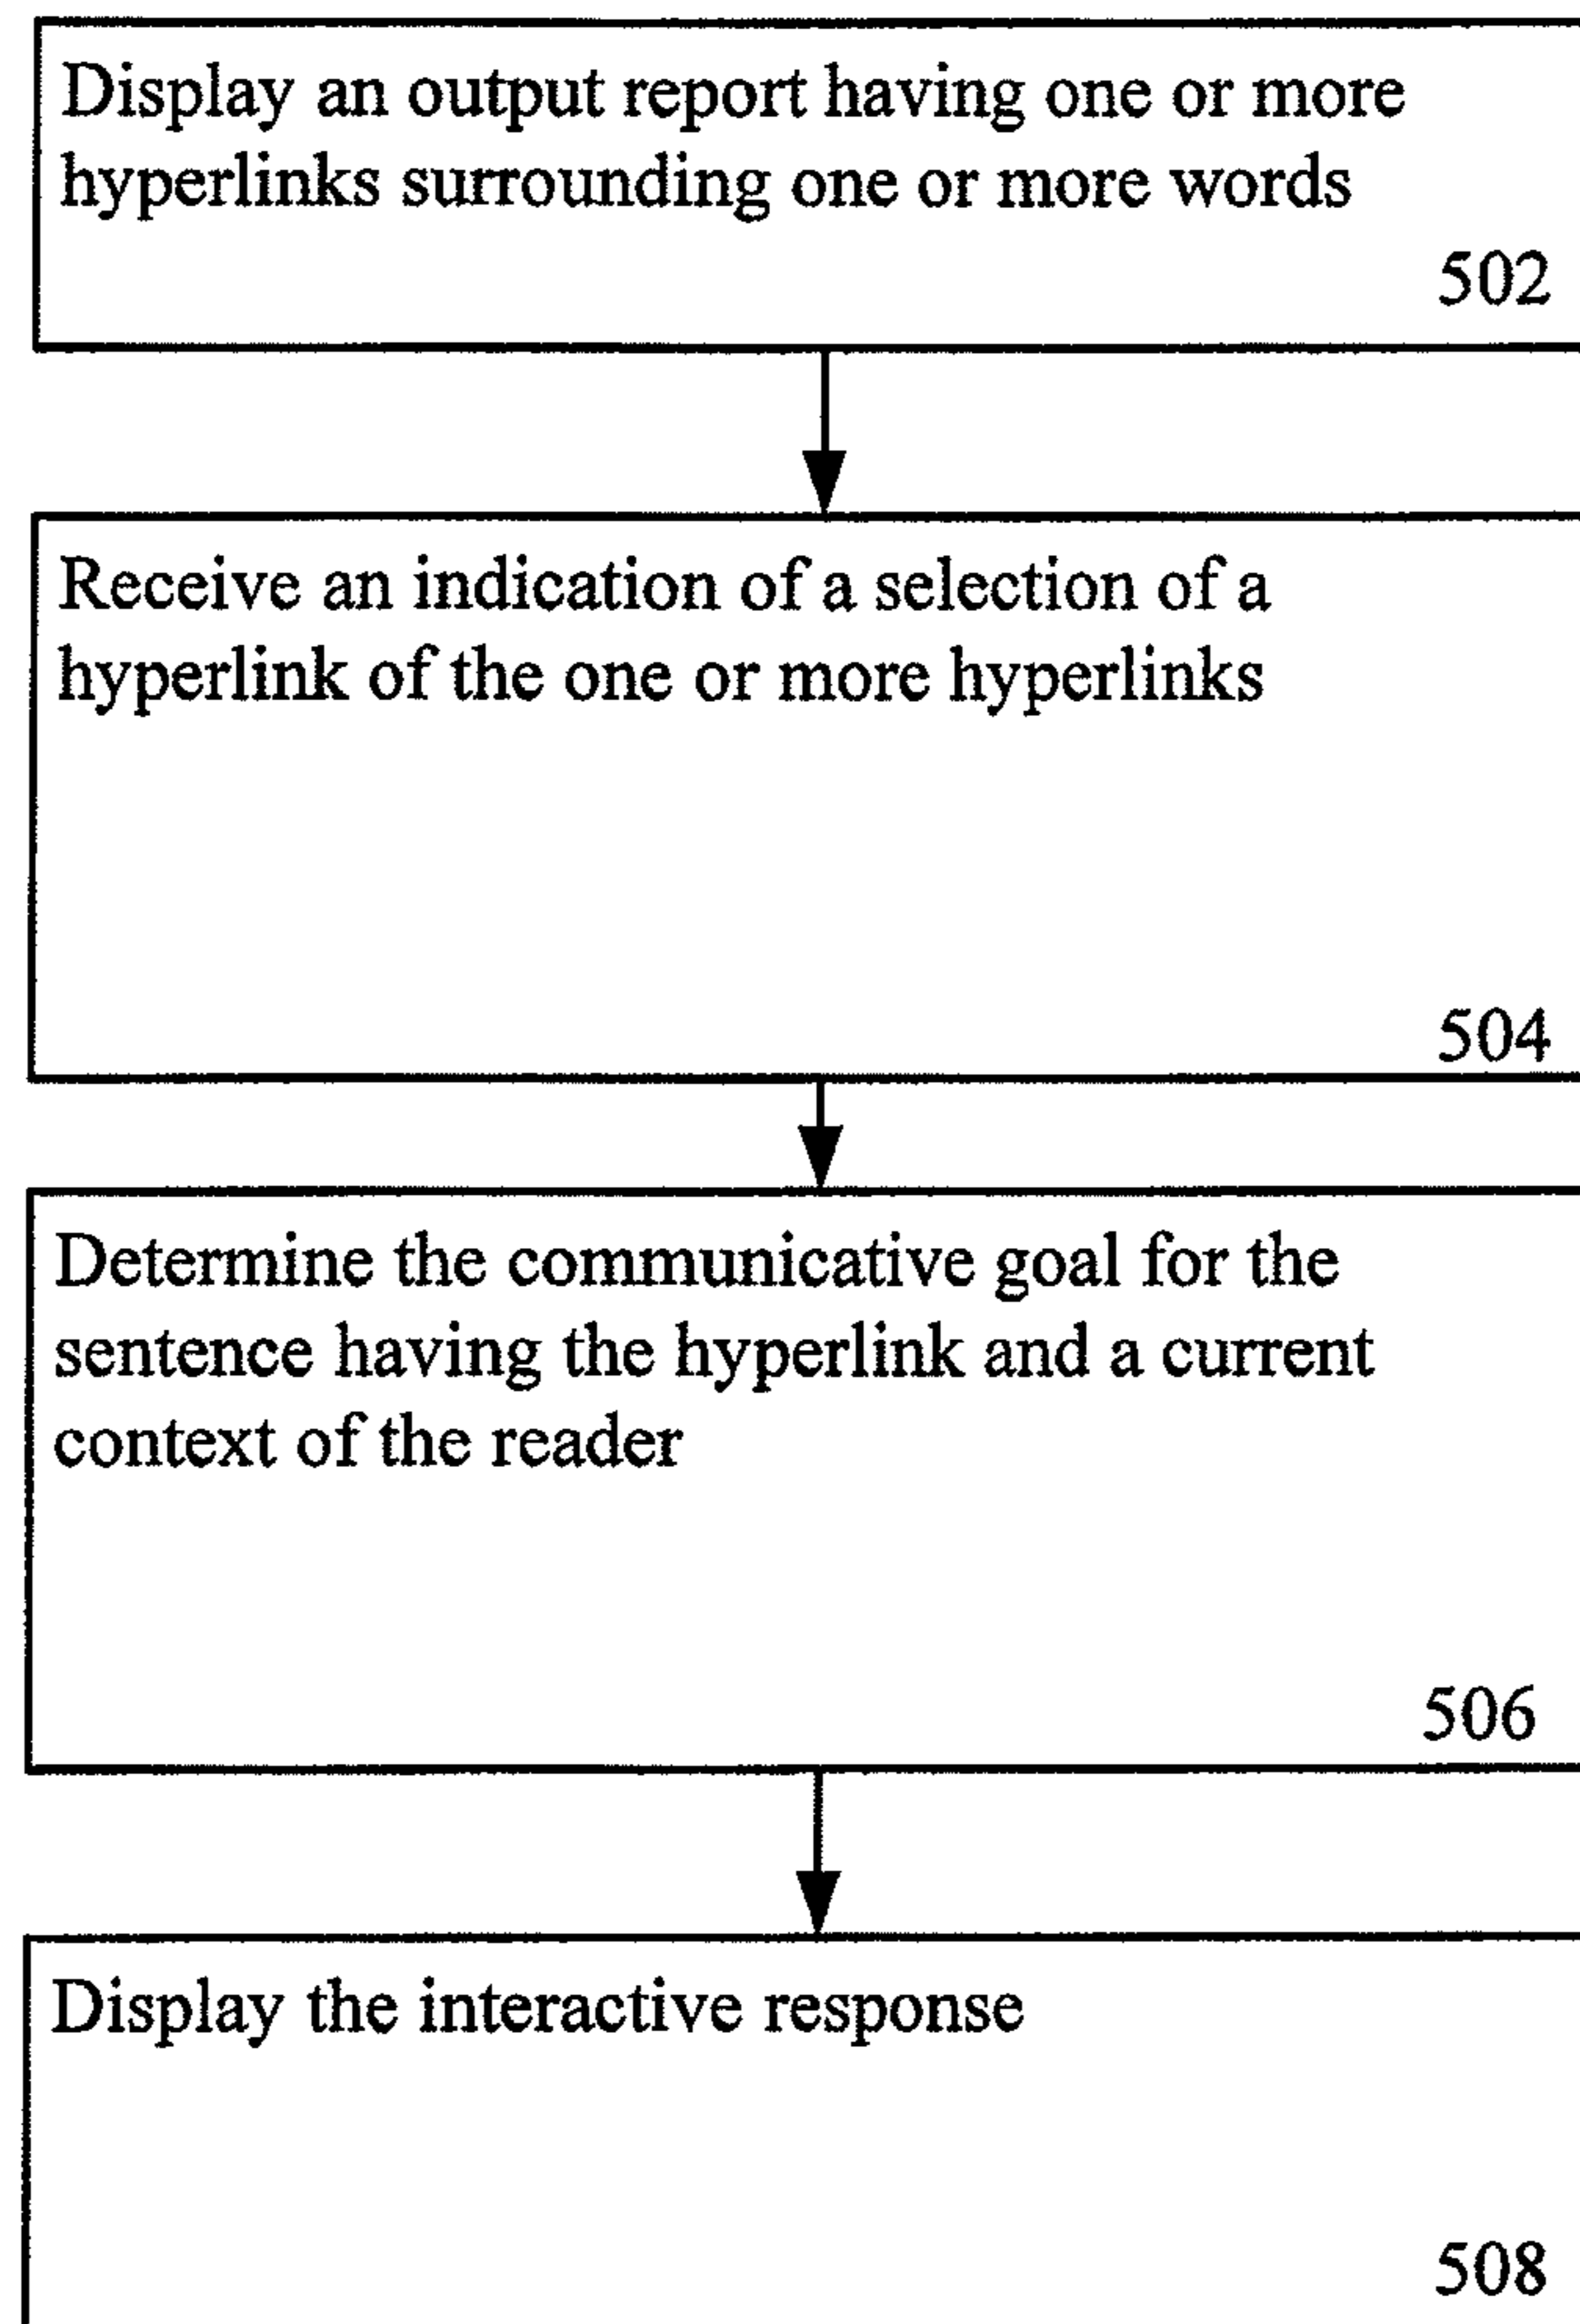 Display an output report having one or more
hyperlinks surrounding one or more words
502
Receive an indication of a selection of a
hyperlink of the one or more hyperlinks
504
Determine the communicative goal for the
sentence having the hyperlink and a current
context of the reader
506
Display the interactive response
508